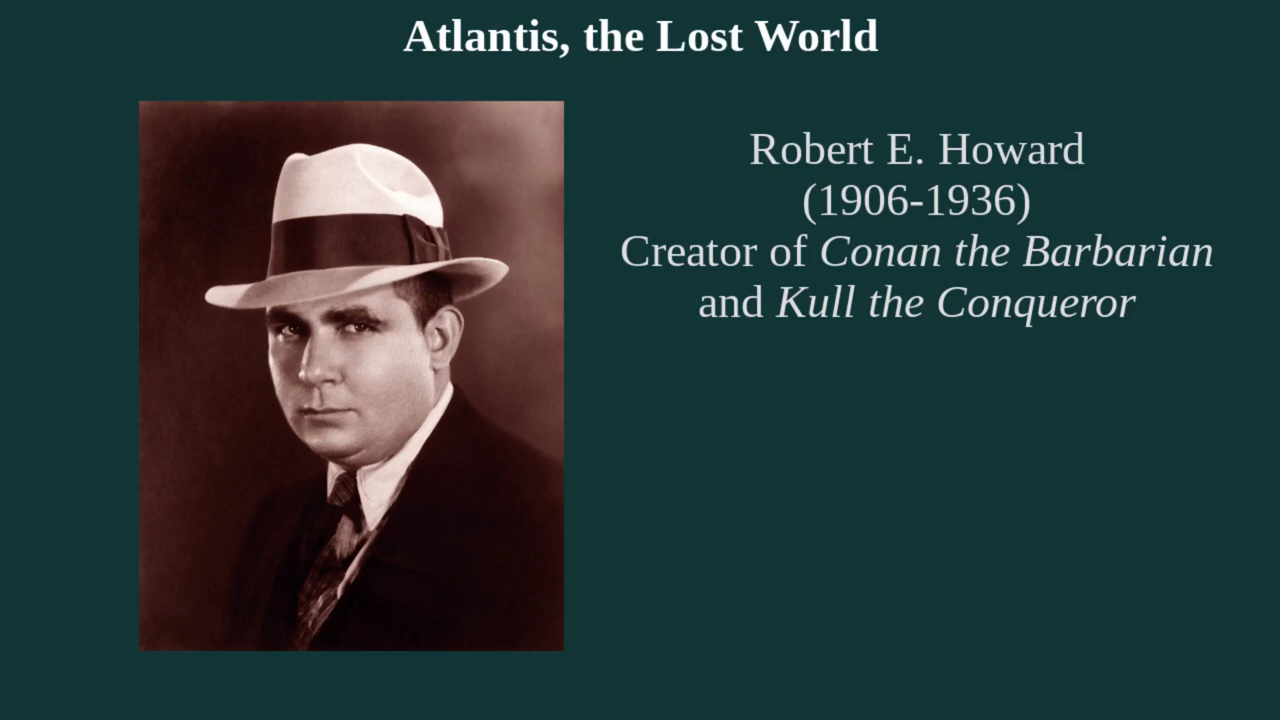 Atlantis, the Lost World
Robert E. Howard
(1906-1936)
Creator of Conan the Barbarian
and Kull the Conqueror